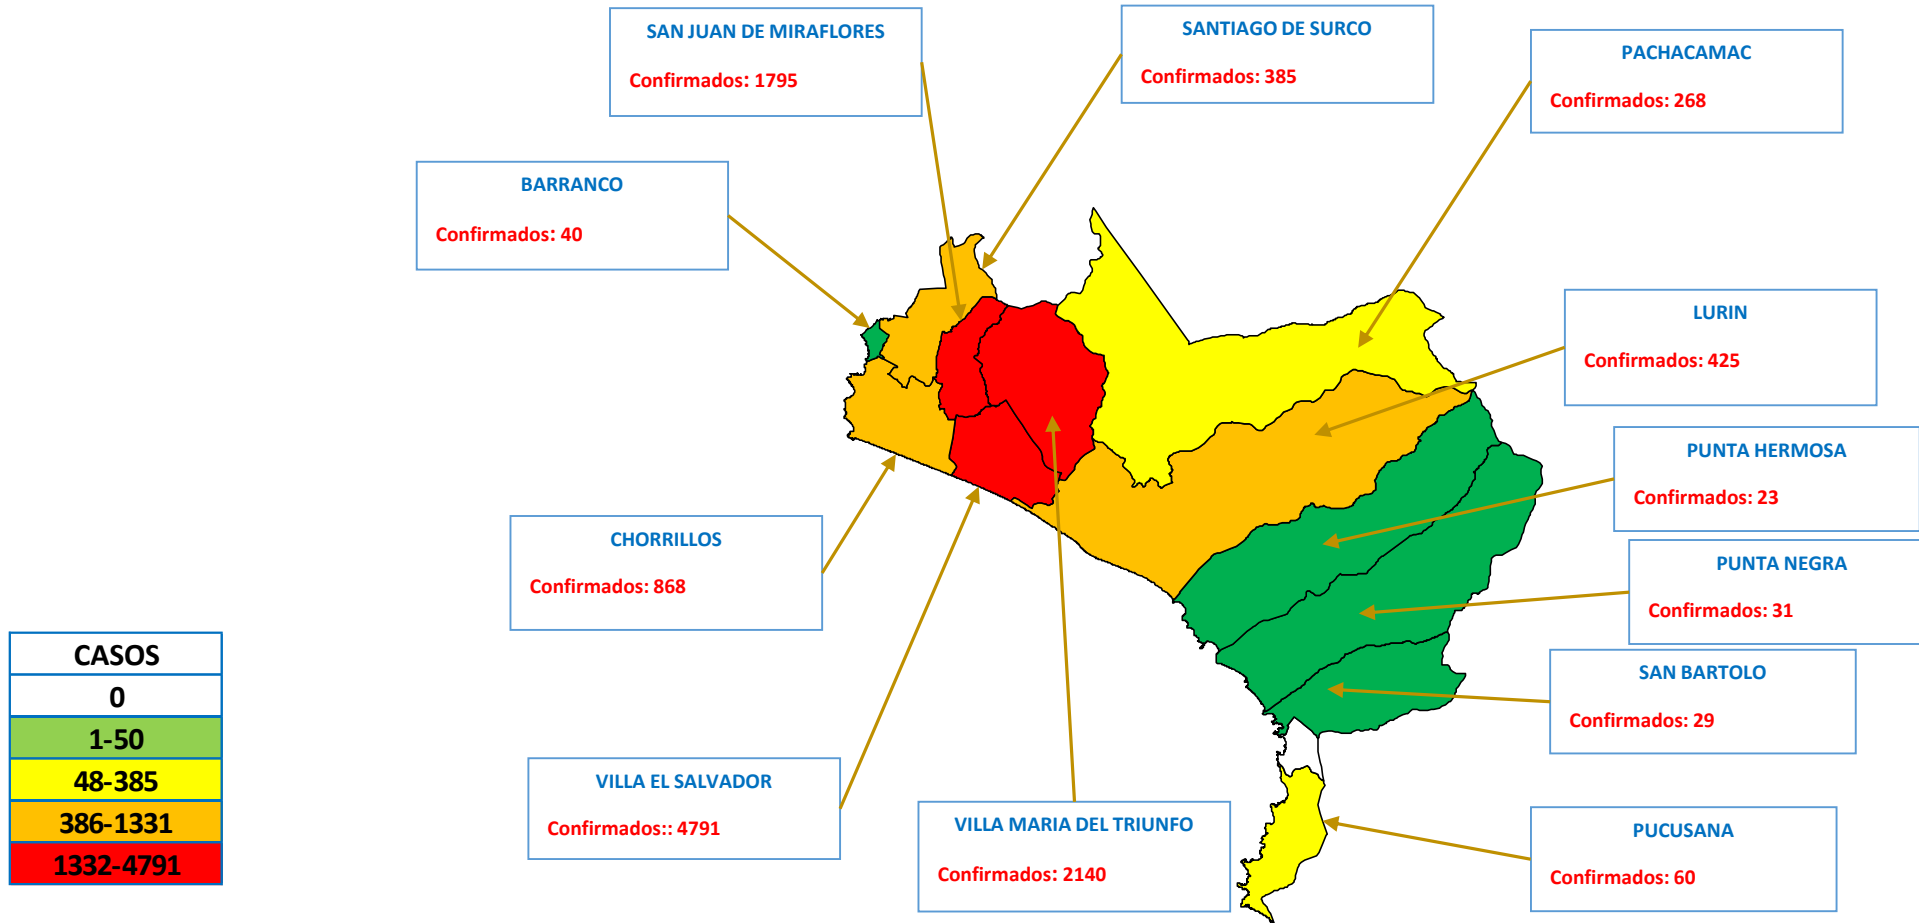 SAN JUAN DE MIRAFLORES
Confirmados: 1795
SANTIAGO DE SURCO
Confirmados: 385
PACHACAMAC
Confirmados: 268
BARRANCO
Confirmados: 40
LURIN
Confirmados: 425
PUNTA HERMOSA
Confirmados: 23
CHORRILLOS
Confirmados: 868
PUNTA NEGRA
Confirmados: 31
SAN BARTOLO
Confirmados: 29
VILLA EL SALVADOR
Confirmados:: 4791
VILLA MARIA DEL TRIUNFO
Confirmados: 2140
PUCUSANA
Confirmados: 60
CASOS
0
1-50
48-385
386-1331
1332-4791